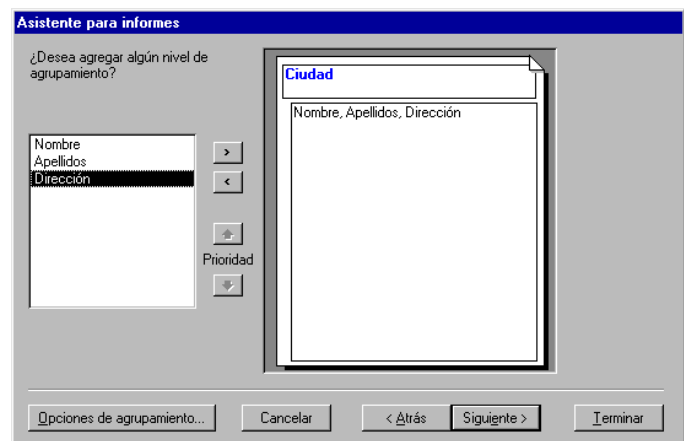 Asistente para informes
¿Desea agregar algún nivel de
agrupamiento?
Ciudad
Nombre, Apellidos, Dirección
Nombre
Apellidos
Dirección
>
<
Prioridad
Opciones de agrupamiento...
Cancelar
< Atrás
Siguiente >
Terminar